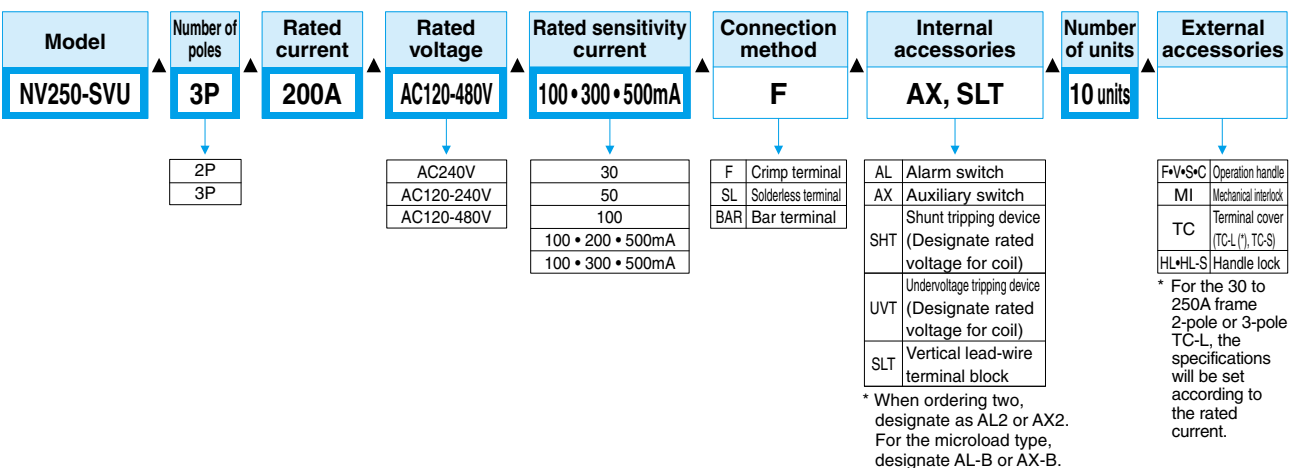 Model
Number of
poles
Rated
current
Rated
voltage
Rated sensitivity
current
Connection
method
Internal
accessories
Number
of units
External
accessories
NV250-SVU
▲
3P
▲
200A
▲
AC120-480V
▲
100•300•500mA
▲
F
▲
AX, SLT
▲
10 units
▲
2P
3P
AC240V
AC120-240V
AC120-480V
30
50
100
100 • 200 • 500mA
100 • 300 • 500mA
F Crimp terminal
SL Solderless terminal
BAR Bar terminal
AL Alarm switch
AX Auxiliary switch
SHT Shunt tripping device
(Designate rated
voltage for coil)
UVT Undervoltage tripping device
(Designate rated
voltage for coil)
SLT Vertical lead-wire
terminal block
* When ordering two,
designate as AL2 or AX2.
For the microload type,
designate AL-B or AX-B.
F•V•S•C Operation handle
MI Mechanical interlock
TC Terminal cover
(TC-L (*), TC-S)
HL•HL-S Handle lock
* For the 30 to
250A frame
2-pole or 3-pole
TC-L, the
specifications
will be set
according to
the rated
current.